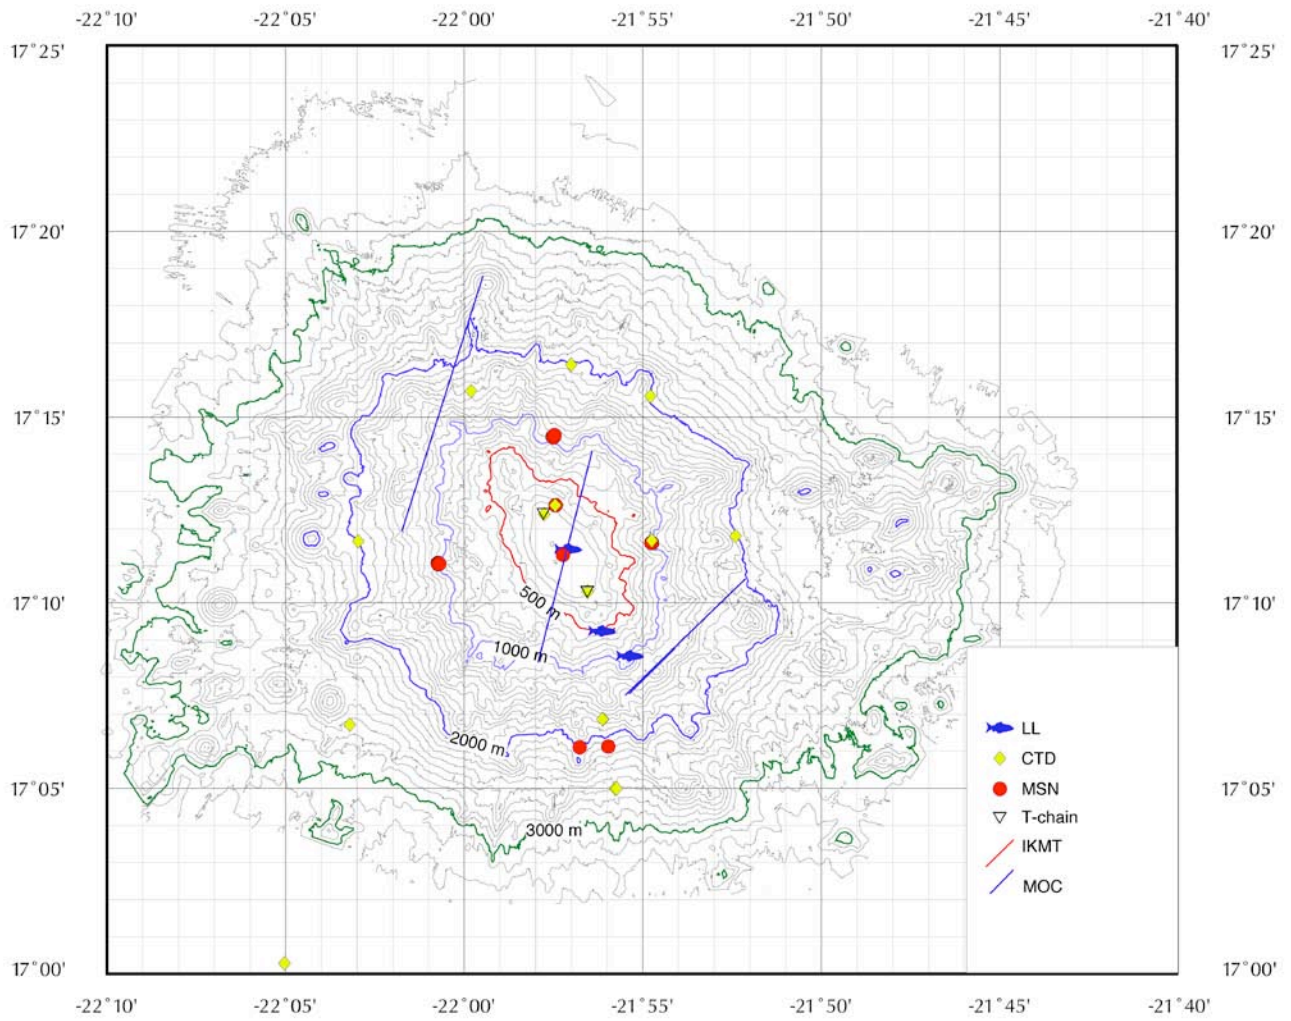 -22˚10' -22˚05' -22˚00' -21˚55' -21˚50' -21˚45' -21˚40'
17˚25' 17˚25'
17˚20' 17˚20'
17˚15' 17˚15'
17˚10' 17˚10'
500 m
1000 m
2000 m
LL
CTD
17˚05' 17˚05'
MSN
T-chain
3000 m
IKMT
MOC
17˚00' 17˚00'
-22˚10' -22˚05' -22˚00' -21˚55' -21˚50' -21˚45' -21˚40'